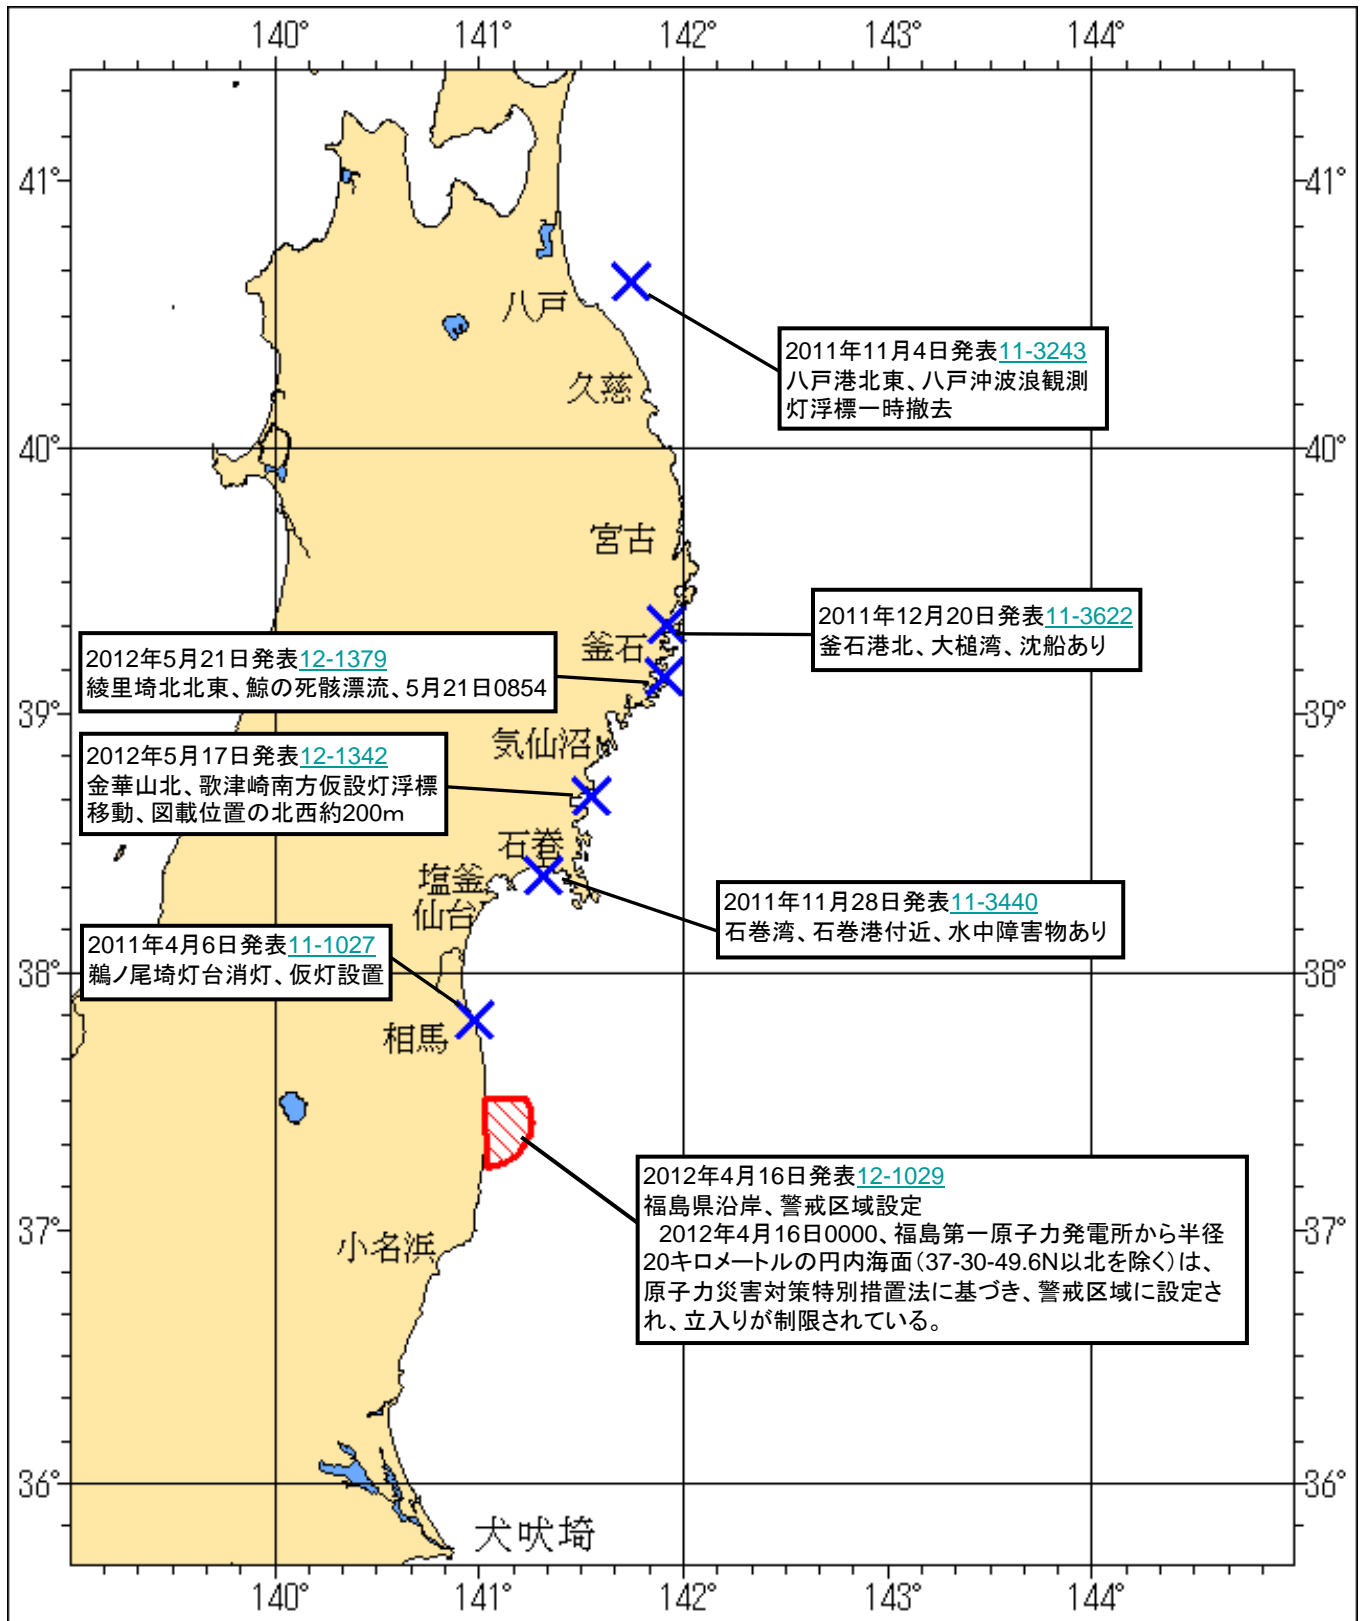 140° 141° 142° 143° 144°
41° 41°
八戸
2011年11月4日発表11-3243
八戸港北東、八戸沖波浪観測
灯浮標一時撤去
久慈
40° 40°
宮古
2011年12月20日発表11-3622
釜石港北、大槌湾、沈船あり
釜石
2012年5月21日発表12-1379
綾里埼北北東、鯨の死骸漂流、5月21日0854
39° 39°
気仙沼
2012年5月17日発表12-1342
金華山北、歌津崎南方仮設灯浮標
移動、図載位置の北西約200m
石巻
塩釜
仙台
2011年11月28日発表11-3440
石巻湾、石巻港付近、水中障害物あり
2011年4月6日発表11-1027
鵜ノ尾埼灯台消灯、仮灯設置
38° 38°
相馬
2012年4月16日発表12-1029
福島県沿岸、警戒区域設定
2012年4月16日0000、福島第一原子力発電所から半径
20キロメートルの円内海面(37-30-49.6N以北を除く)は、
原子力災害対策特別措置法に基づき、警戒区域に設定さ
れ、立入りが制限されている。
37° 37°
小名浜
36° 36°
犬吠埼
140° 141° 142° 143° 144°